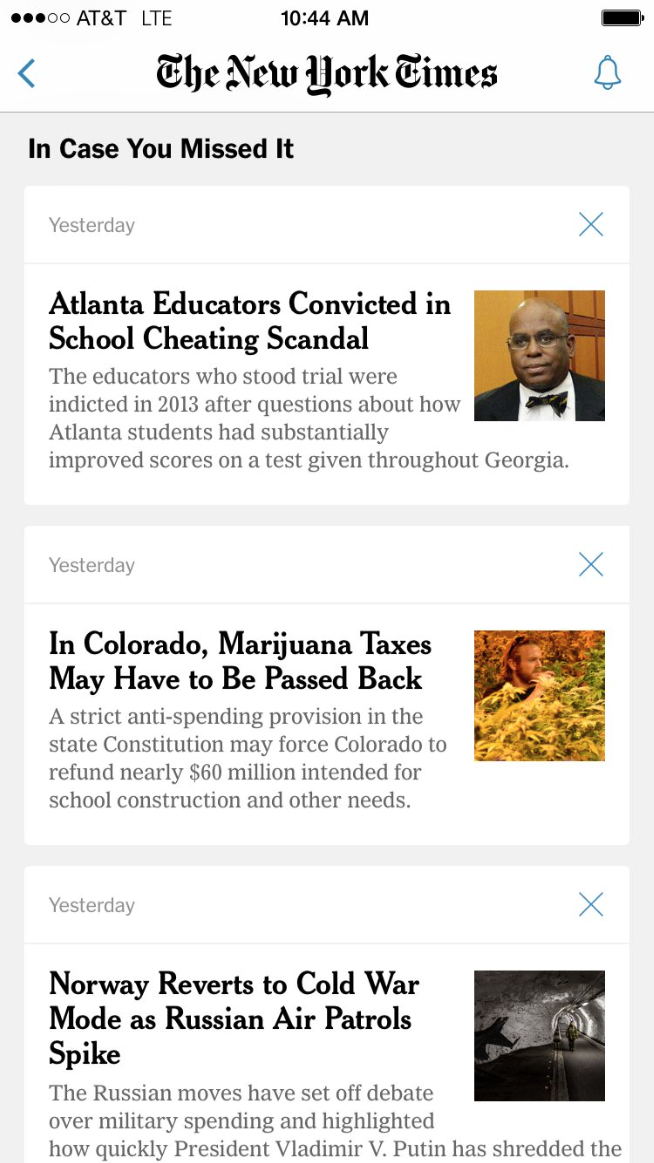 AT&T LTE 10:44 AM
The New York Times
In Case You Missed It
Yesterday
Atlanta Educators Convicted in
School Cheating Scandal
The educators who stood trial were
indicted in 2013 after questions about how
Atlanta students had substantially
improved scores on a test given throughout Georgia.
Yesterday
In Colorado, Marijuana Taxes
May Have to Be Passed Back
A strict anti-spending provision in the
state Constitution may force Colorado to
refund nearly $60 million intended for
school construction and other needs.
Yesterday
Norway Reverts to Cold War
Mode as Russian Air Patrols
Spike
The Russian moves have set off debate
over military spending and highlighted
how quickly President Vladimir V. Putin has shredded the